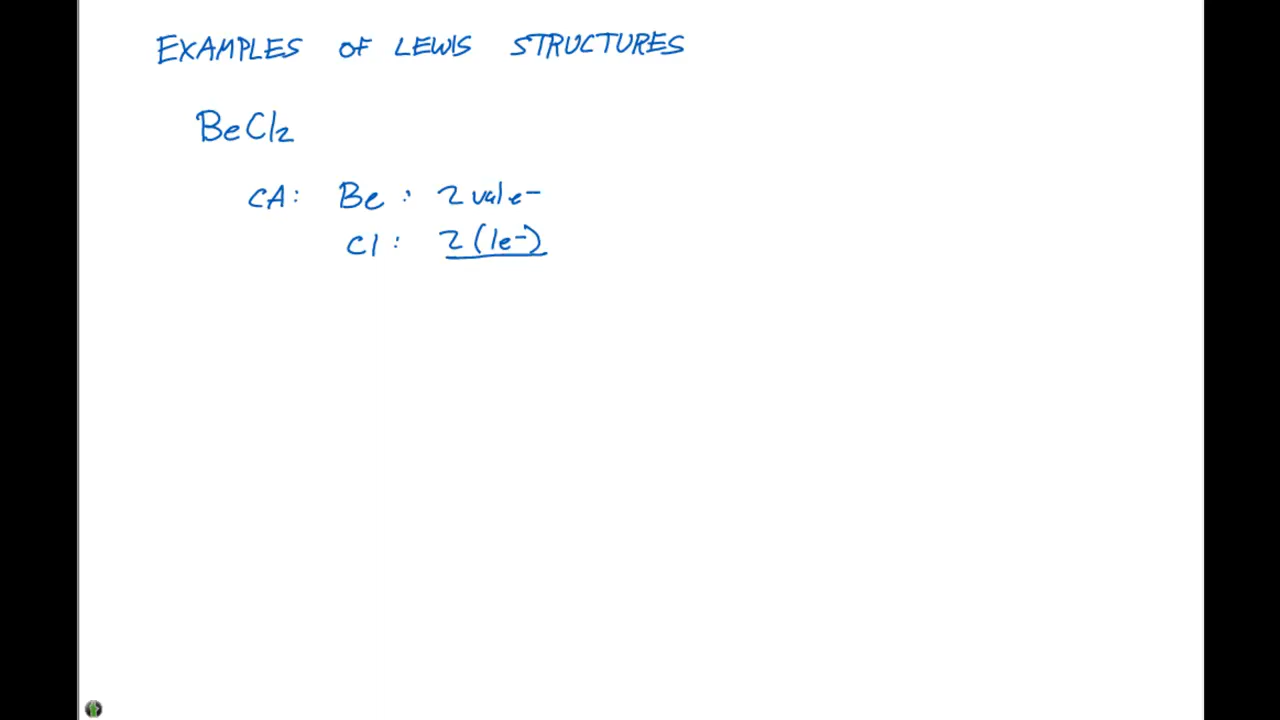 EXAMPLES OF LEWIS STRUCTURES
BeCl2
CA: Be : 2 val e-
Cl : 2 (1e-)